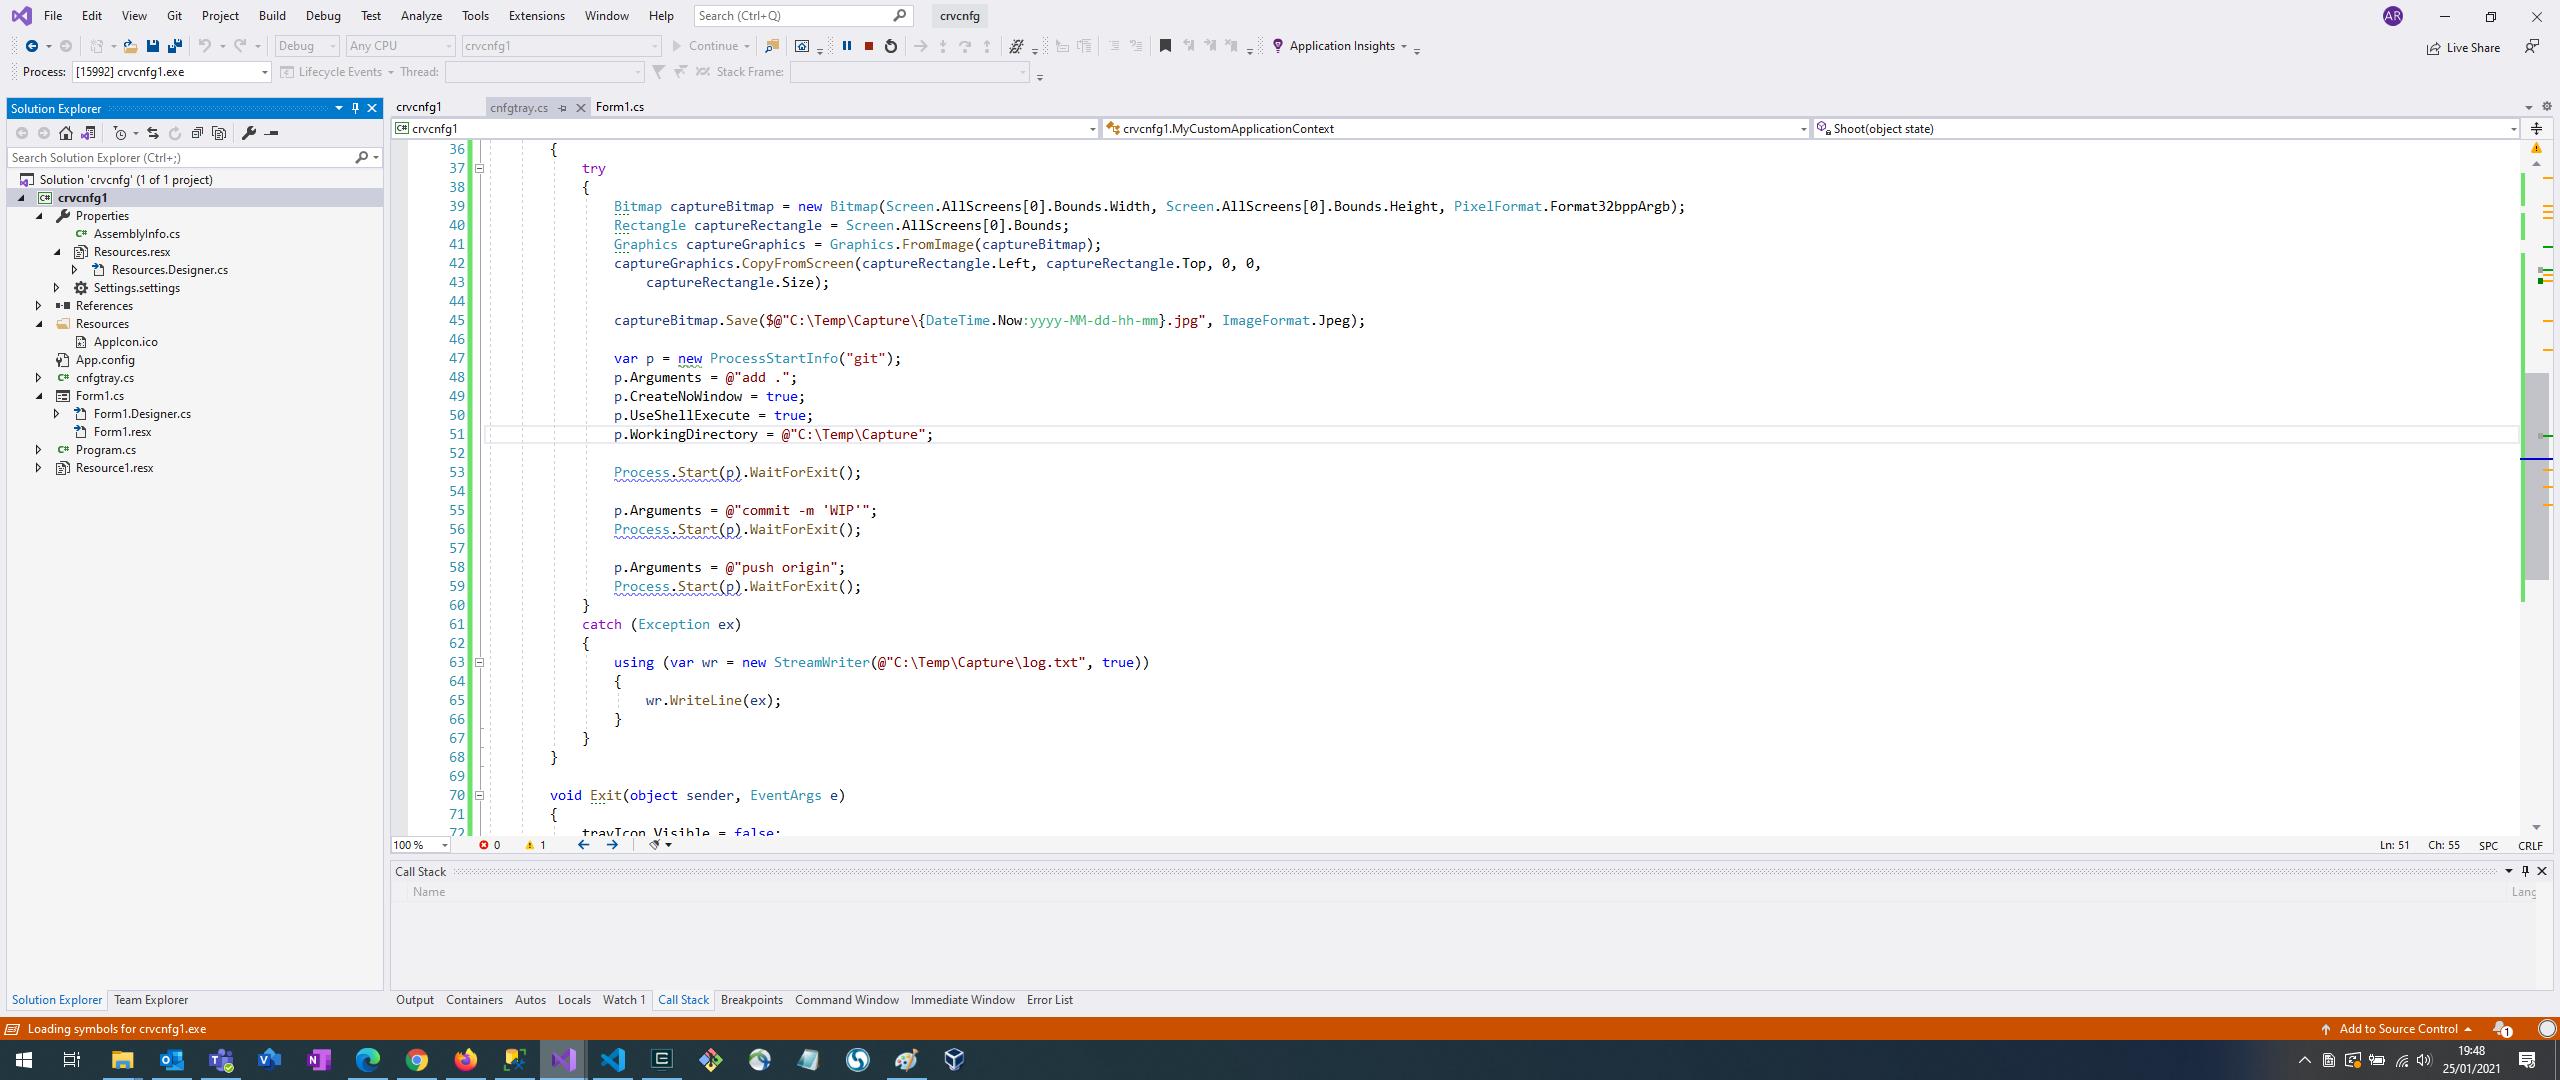 File Edit View Git Project Build Debug Test Analyze Tools Extensions Window Help Search (Ctrl+Q) crvcnfg AR
Debug Any CPU crvcnfg1 Continue Application Insights Live Share
Process: [15992] crvcnfg1.exe Lifecycle Events Thread: Stack Frame:
Solution Explorer
Search Solution Explorer (Ctrl+;)
Solution 'crvcnfg' (1 of 1 project)
crvcnfg1
Properties
AssemblyInfo.cs
Resources.resx
Resources.Designer.cs
Settings.settings
References
Resources
AppIcon.ico
App.config
cnfgtray.cs
Form1.cs
Form1.Designer.cs
Form1.resx
Program.cs
Resource1.resx
Solution Explorer Team Explorer
crvcnfg1 cnfgtray.cs Form1.cs
crvcnfg1 crvcnfg1.MyCustomApplicationContext Shoot(object state)
36 {
37 try
38 {
39 Bitmap captureBitmap = new Bitmap(Screen.AllScreens[0].Bounds.Width, Screen.AllScreens[0].Bounds.Height, PixelFormat.Format32bppArgb);
40 Rectangle captureRectangle = Screen.AllScreens[0].Bounds;
41 Graphics captureGraphics = Graphics.FromImage(captureBitmap);
42 captureGraphics.CopyFromScreen(captureRectangle.Left, captureRectangle.Top, 0, 0,
43 captureRectangle.Size);
44
45 captureBitmap.Save($@"C:\Temp\Capture\{DateTime.Now:yyyy-MM-dd-hh-mm}.jpg", ImageFormat.Jpeg);
46
47 var p = new ProcessStartInfo("git");
48 p.Arguments = @"add .";
49 p.CreateNoWindow = true;
50 p.UseShellExecute = true;
51 p.WorkingDirectory = @"C:\Temp\Capture";
52
53 Process.Start(p).WaitForExit();
54
55 p.Arguments = @"commit -m 'WIP'";
56 Process.Start(p).WaitForExit();
57
58 p.Arguments = @"push origin";
59 Process.Start(p).WaitForExit();
60 }
61 catch (Exception ex)
62 {
63 using (var wr = new StreamWriter(@"C:\Temp\Capture\log.txt", true))
64 {
65 wr.WriteLine(ex);
66 }
67 }
68 }
69
70 void Exit(object sender, EventArgs e)
71 {
72 trayIcon.Visible = false;
100 % 0 1 Ln: 51 Ch: 55 SPC CRLF
Call Stack
Name Lang
Output Containers Autos Locals Watch 1 Call Stack Breakpoints Command Window Immediate Window Error List
Loading symbols for crvcnfg1.exe Add to Source Control 1
19:48
25/01/2021